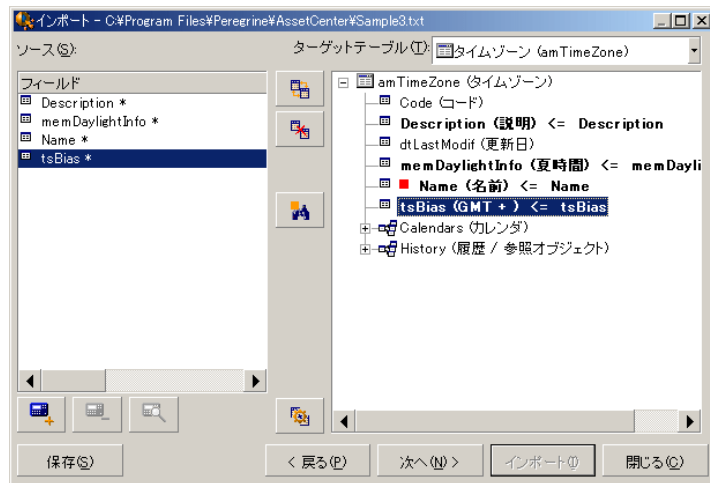 インポート - C:¥Program Files¥Peregrine¥AssetCenter¥Sample3.txt
ソース(S):
ターゲットテーブル(T):
タイムゾーン (amTimeZone)
フィールド
Description *
memDaylightInfo *
Name *
tsBias *
amTimeZone (タイムゾーン)
Code (コード)
Description (説明) <= Description
dtLastModif (更新日)
memDaylightInfo (夏時間) <= memDayli
Name (名前) <= Name
tsBias (GMT + ) <= tsBias
Calendars (カレンダ)
History (履歴 / 参照オブジェクト)
保存(S)
< 戻る(P)
次へ(N) >
インポート(I)
閉じる(C)